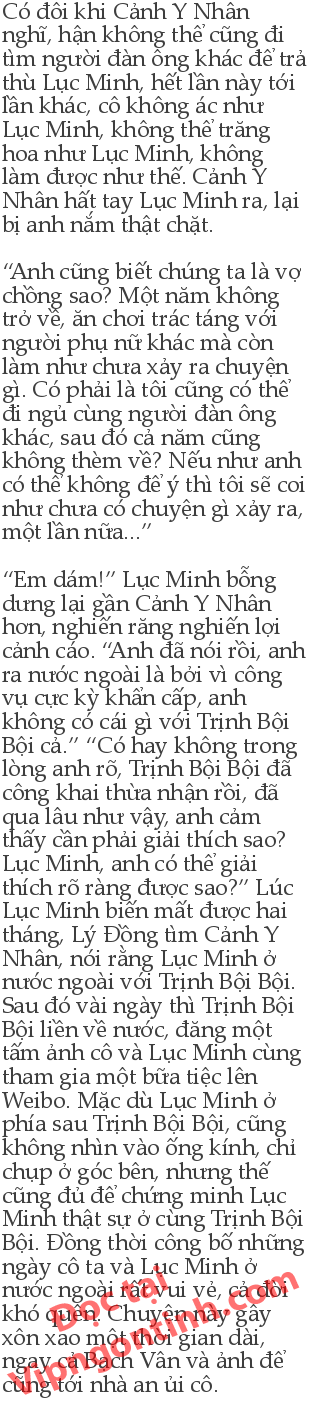 Có đôi khi Cảnh Y Nhân
nghĩ, hận không thể cũng đi
tìm người đàn ông khác để trả
thù Lục Minh, hết lần này tới
lần khác, cô không ác như
Lục Minh, không thể trăng
hoa như Lục Minh, không
làm được như thế. Cảnh Y
Nhân hất tay Lục Minh ra, lại
bị anh nắm thật chặt.

“Anh cũng biết chúng ta là vợ
chồng sao? Một năm không
trở về, ăn chơi trác táng với
người phụ nữ khác mà còn
làm như chưa xảy ra chuyện
gì. Có phải là tôi cũng có thể
đi ngủ cùng người đàn ông
khác, sau đó cả năm cũng
không thèm về? Nếu như anh
có thể không để ý thì tôi sẽ coi
như chưa có chuyện gì xảy ra,
một lần nữa...”

“Em dám!” Lục Minh bỗng
dưng lại gần Cảnh Y Nhân
hơn, nghiến răng nghiến lợi
cảnh cáo. “Anh đã nói rồi, anh
ra nước ngoài là bởi vì công
vụ cực kỳ khẩn cấp, anh
không có cái gì với Trịnh Bội
Bội cả.” “Có hay không trong
lòng anh rõ, Trịnh Bội Bội đã
công khai thừa nhận rồi, đã
qua lâu như vậy, anh cảm
thấy cần phải giải thích sao?
Lục Minh, anh có thể giải
thích rõ ràng được sao?” Lúc
Lục Minh biến mất được hai
tháng, Lý Đồng tìm Cảnh Y
Nhân, nói rằng Lục Minh ở
nước ngoài với Trịnh Bội Bội.
Sau đó vài ngày thì Trịnh Bội
Bội liền về nước, đăng một
tấm ảnh cô và Lục Minh cùng
tham gia một bữa tiệc lên
Weibo. Mặc dù Lục Minh ở
phía sau Trịnh Bội Bội, cũng
không nhìn vào ống kính, chỉ
chụp ở góc bên, nhưng thế
cũng đủ để chứng minh Lục
Minh thật sự ở cùng Trịnh Bội
Bội. Đồng thời công bố những
ngày cô ta và Lục Minh ở
nước ngoài rất vui vẻ, cả đời
khó quên. Chuyện này gây
xôn xao một thời gian dài,
ngay cả Bạch Vân và ảnh để
cũng tới nhà an ủi cô.
Doc tại
Vipngontinh.com